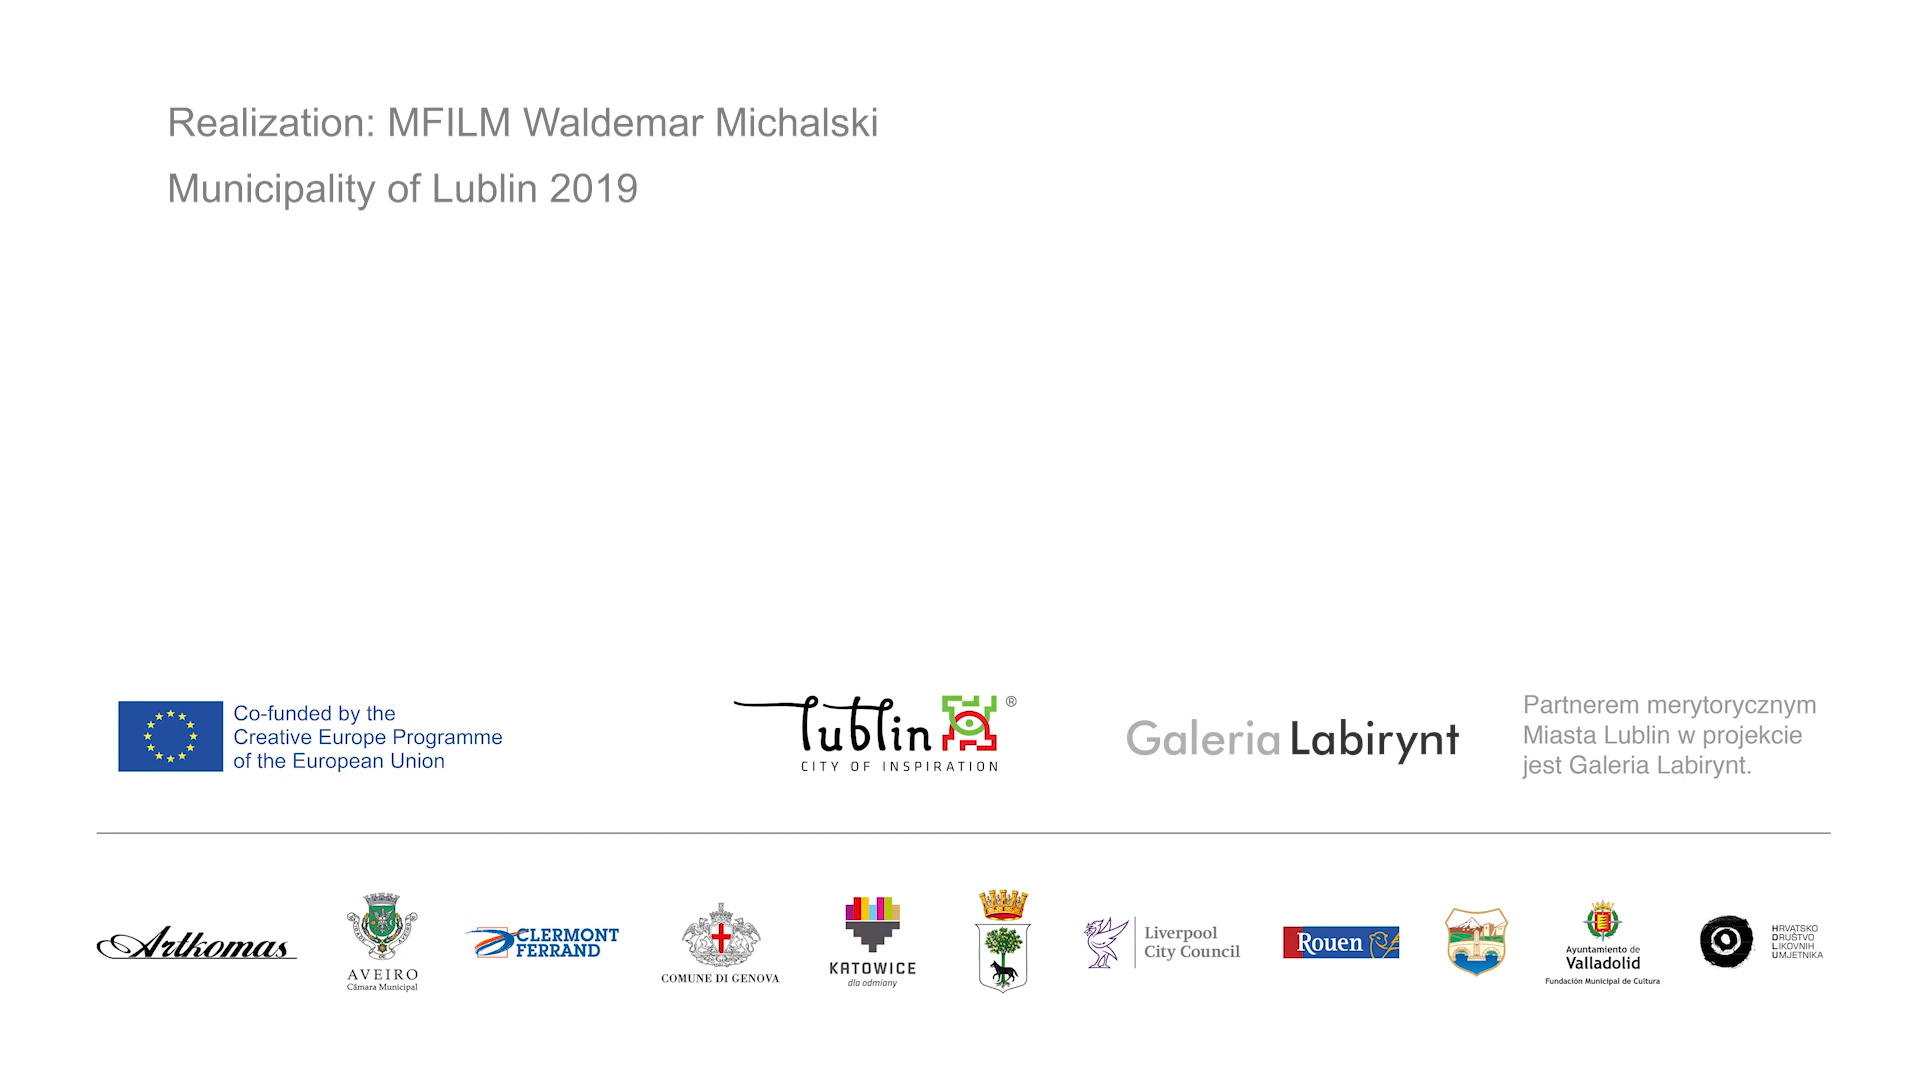 Realization: MFILM Waldemar Michalski
Municipality of Lublin 2019
Co-funded by the
Creative Europe Programme
of the European Union
lublin ®
CITY OF INSPIRATION
Galeria Labirynt
Partnerem merytorycznym
Miasta Lublin w projekcie
jest Galeria Labirynt.
Artkomas
AVEIRO
Câmara Municipal
CLERMONT
FERRAND
COMUNE DI GENOVA
KATOWICE
dla odmiany
Liverpool
City Council
Rouen
Ayuntamiento de
Valladolid
Fundación Municipal de Cultura
HRVATSKO
DRUŠTVO
LIKOVNIH
UMJETNIKA